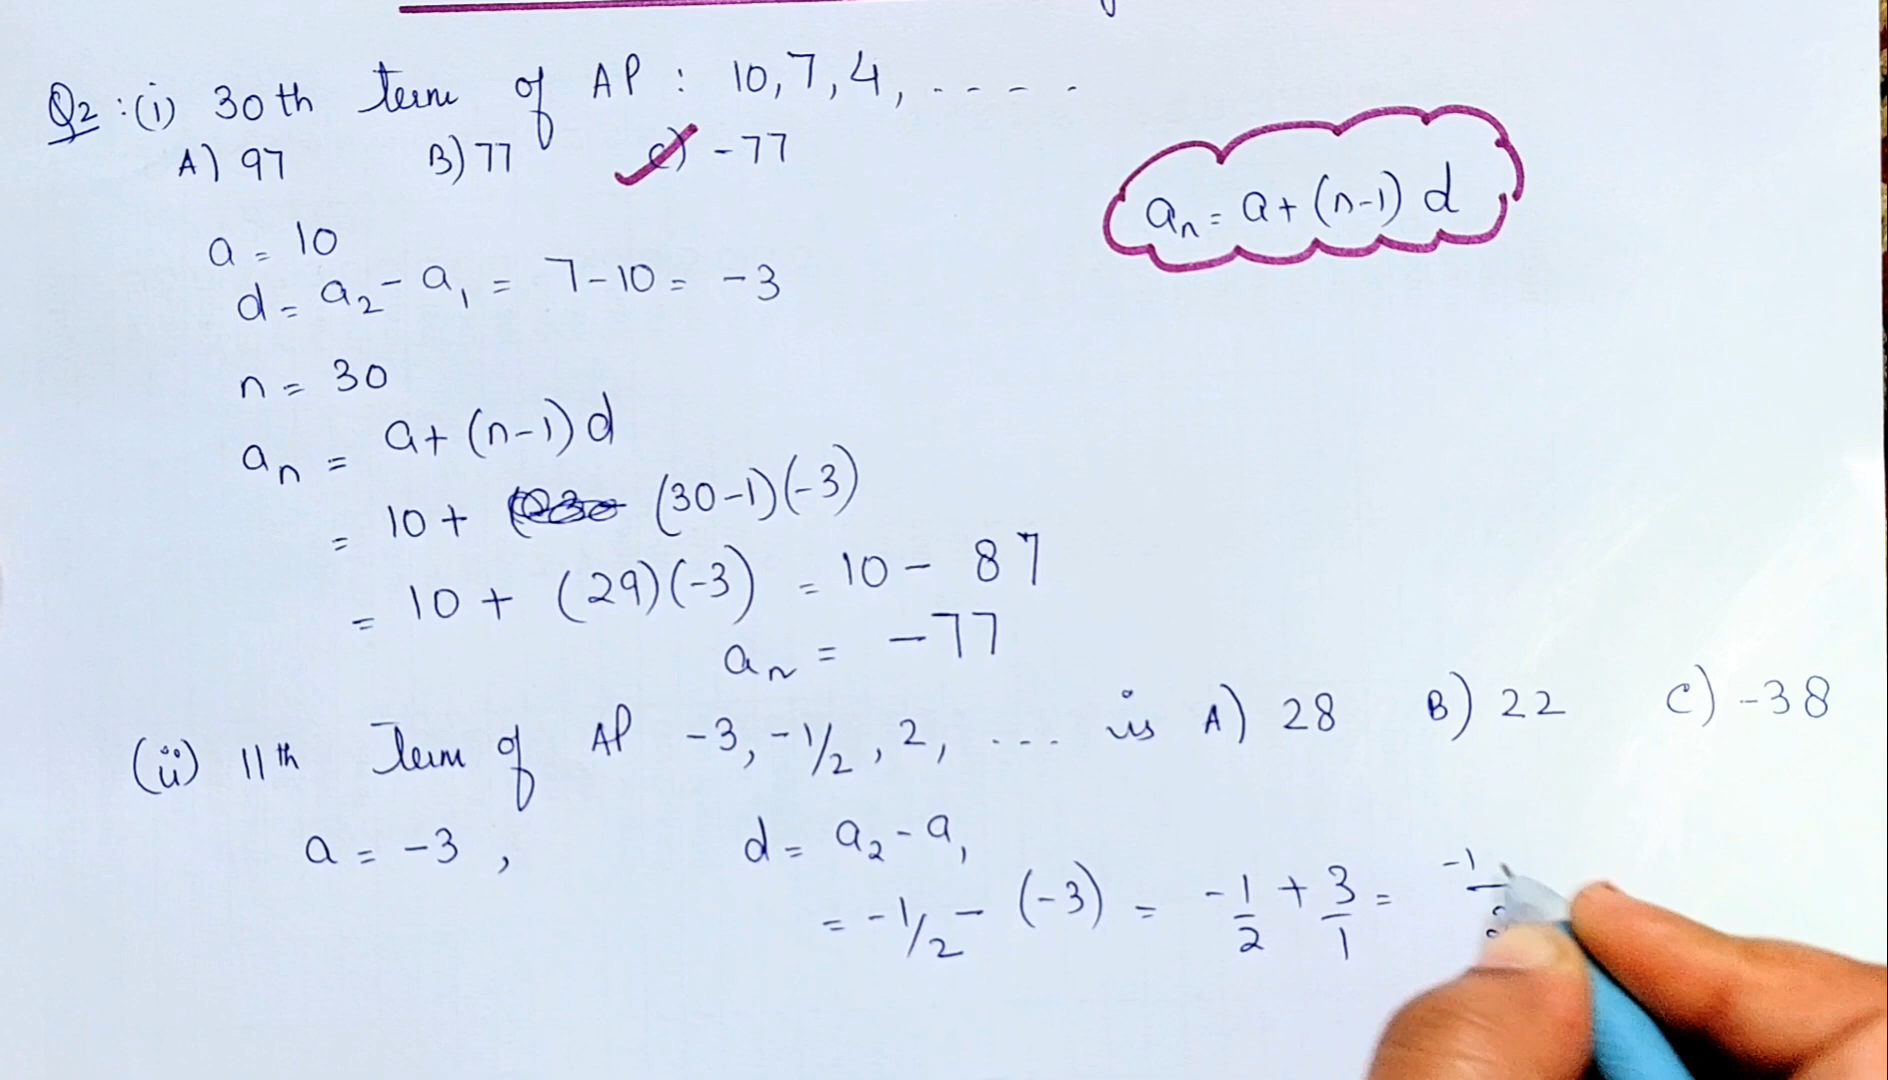 Q2:(i) 30th term of AP : 10,7,4, - - - -
A) 97 B) 77 C) -77
aₙ = a+(n-1) d
a = 10
d = a₂ - a₁ = 7-10 = -3
n = 30
aₙ = a+(n-1)d
= 10 + (30-1)(-3)
= 10 + (29)(-3) = 10 - 87
aₙ = -77
(ii) 11th Term of AP -3, -1/2, 2, ... is A) 28 B) 22 C) -38
a = -3 , d = a₂ - a₁
= -1/2 - (-3) = -1/2 + 3/1 = -1